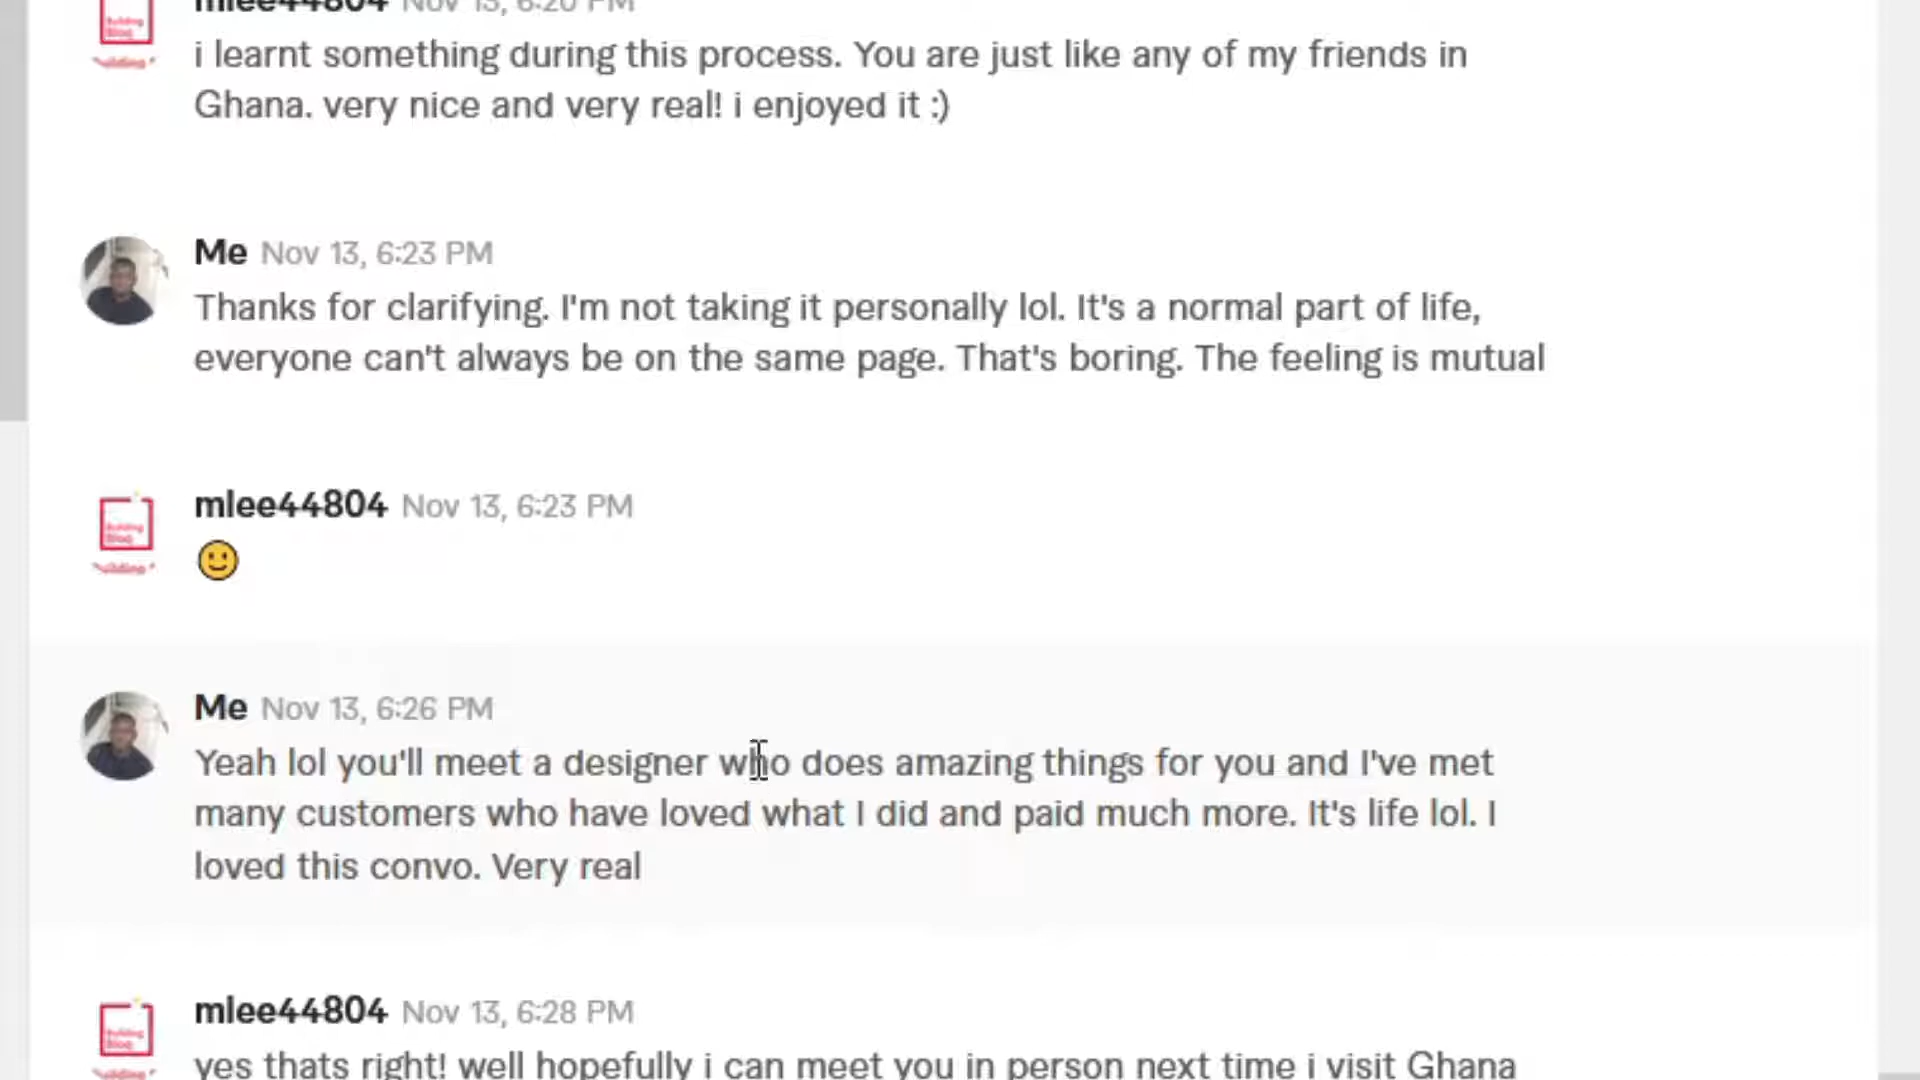 mlee44804 Nov 13, 6:20 PM
i learnt something during this process. You are just like any of my friends in
Ghana. very nice and very real! i enjoyed it :)
Me Nov 13, 6:23 PM
Thanks for clarifying. I'm not taking it personally lol. It's a normal part of life,
everyone can't always be on the same page. That's boring. The feeling is mutual
mlee44804 Nov 13, 6:23 PM
🙂
Me Nov 13, 6:26 PM
Yeah lol you'll meet a designer who does amazing things for you and I've met
many customers who have loved what I did and paid much more. It's life lol. I
loved this convo. Very real
mlee44804 Nov 13, 6:28 PM
yes thats right! well hopefully i can meet you in person next time i visit Ghana